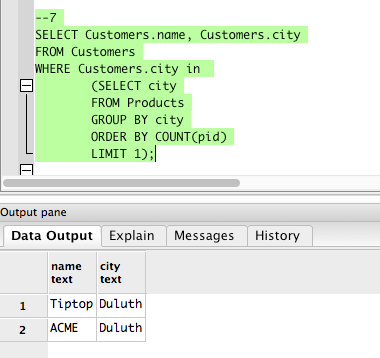 --7
SELECT Customers.name, Customers.city
FROM Customers
WHERE Customers.city in
(SELECT city
FROM Products
GROUP BY city
ORDER BY COUNT(pid)
LIMIT 1);
Output pane
Data Output Explain Messages History
name text city text
1 Tiptop Duluth
2 ACME Duluth